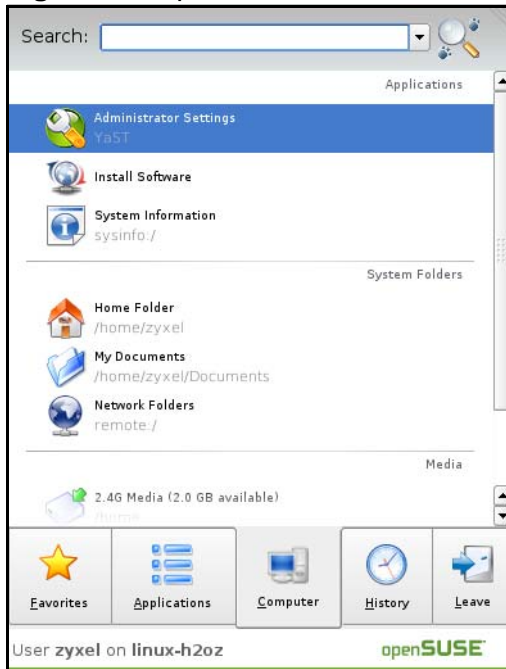 Search:
Applications
Administrator Settings
YaST
Install Software
System Information
sysinfo:/
System Folders
Home Folder
/home/zyxel
My Documents
/home/zyxel/Documents
Network Folders
remote:/
Media
2.4G Media (2.0 GB available)
/home
Favorites Applications Computer History Leave
User zyxel on linux-h2oz openSUSE